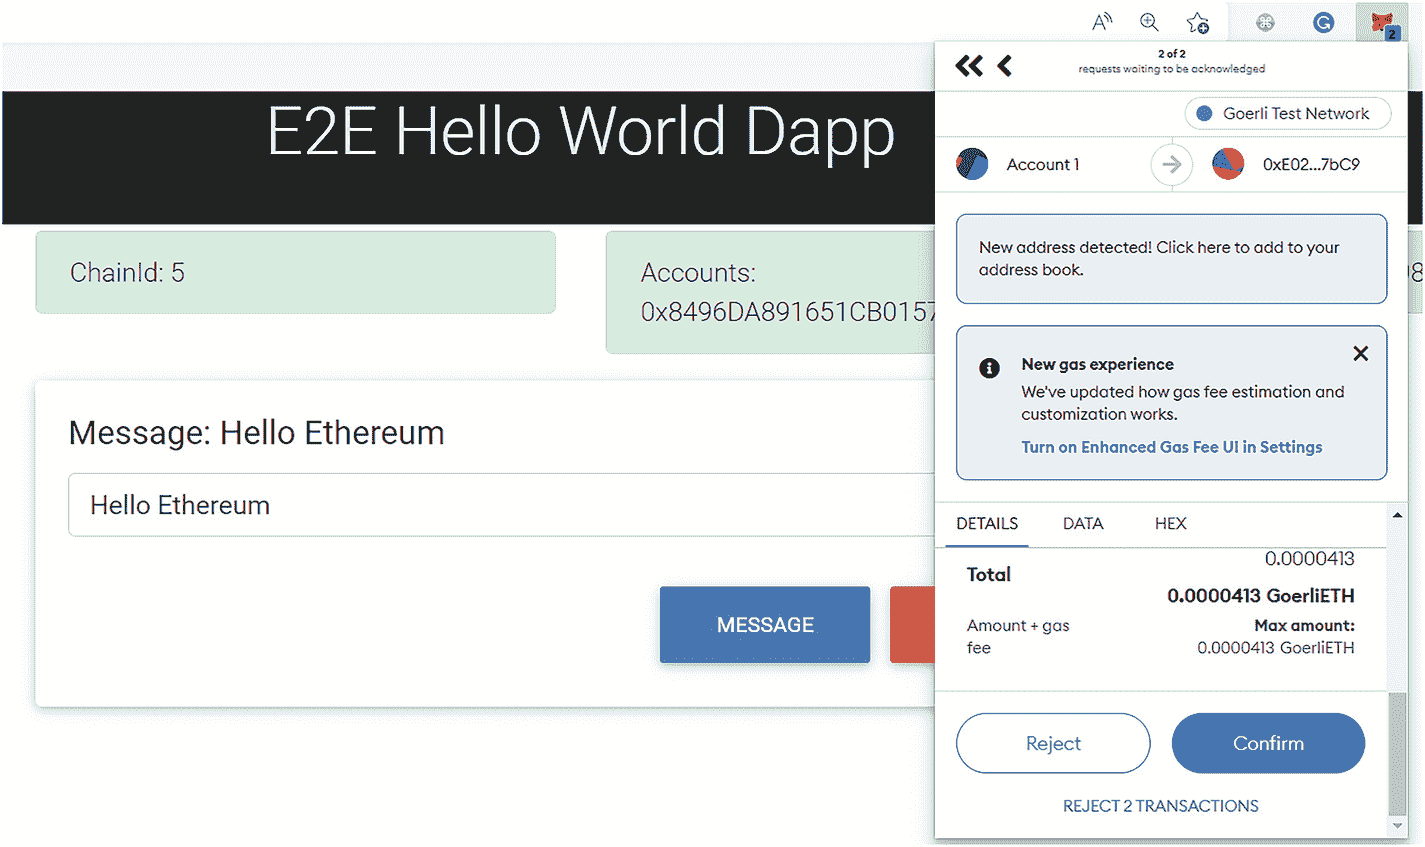 2
2 of 2
requests waiting to be acknowledged
Goerli Test Network
E2E Hello World Dapp
Account 1
0xE02...7bC9
ChainId: 5
Accounts:
0x8496DA891651CB0157
New address detected! Click here to add to your
address book.
New gas experience
We've updated how gas fee estimation and
customization works.
Turn on Enhanced Gas Fee UI in Settings
Message: Hello Ethereum
Hello Ethereum
MESSAGE
DETAILS
DATA
HEX
0.0000413
Total
0.0000413 GoerliETH
Amount + gas
fee
Max amount:
0.0000413 GoerliETH
Reject
Confirm
REJECT 2 TRANSACTIONS